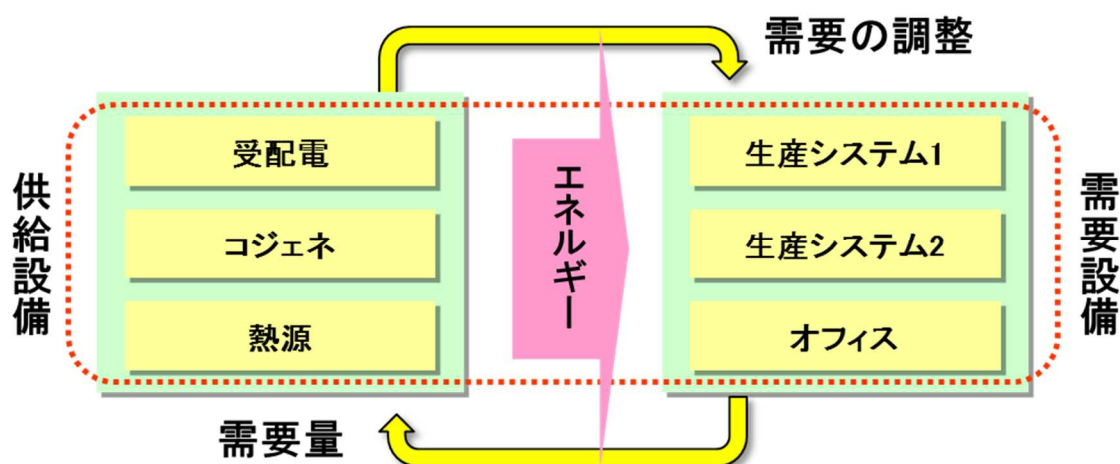 需要の調整
供給設備
受配電
コジェネ
熱源
エネルギー
生産システム1
生産システム2
オフィス
需要設備
需要量